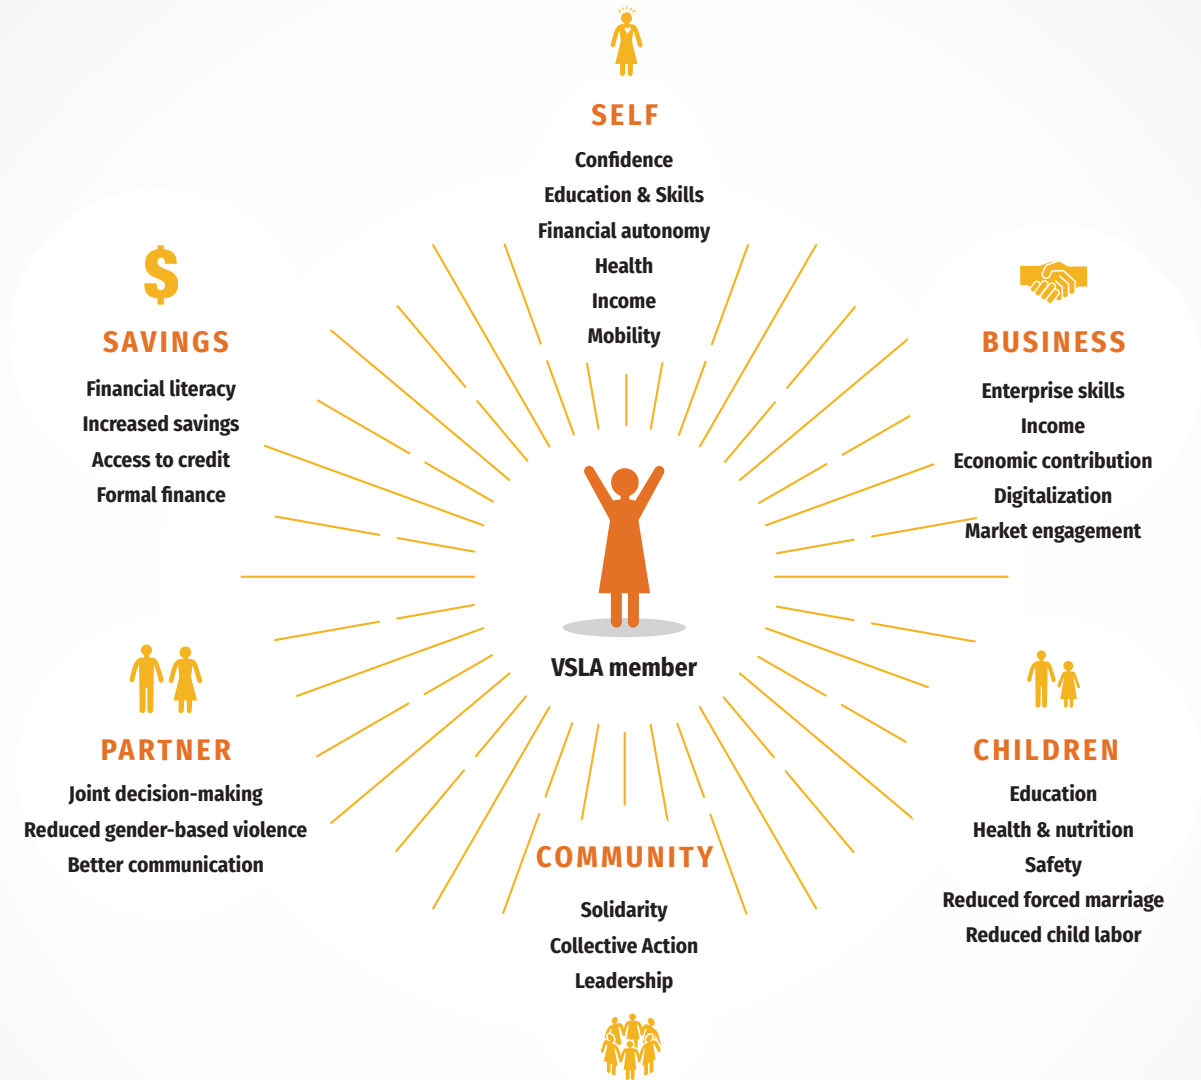 SELF
Confidence
Education & Skills
Financial autonomy
Health
Income
Mobility
$
SAVINGS
Financial literacy
Increased savings
Access to credit
Formal finance
BUSINESS
Enterprise skills
Income
Economic contribution
Digitalization
Market engagement
VSLA member
PARTNER
Joint decision-making
Reduced gender-based violence
Better communication
CHILDREN
Education
Health & nutrition
Safety
Reduced forced marriage
Reduced child labor
COMMUNITY
Solidarity
Collective Action
Leadership